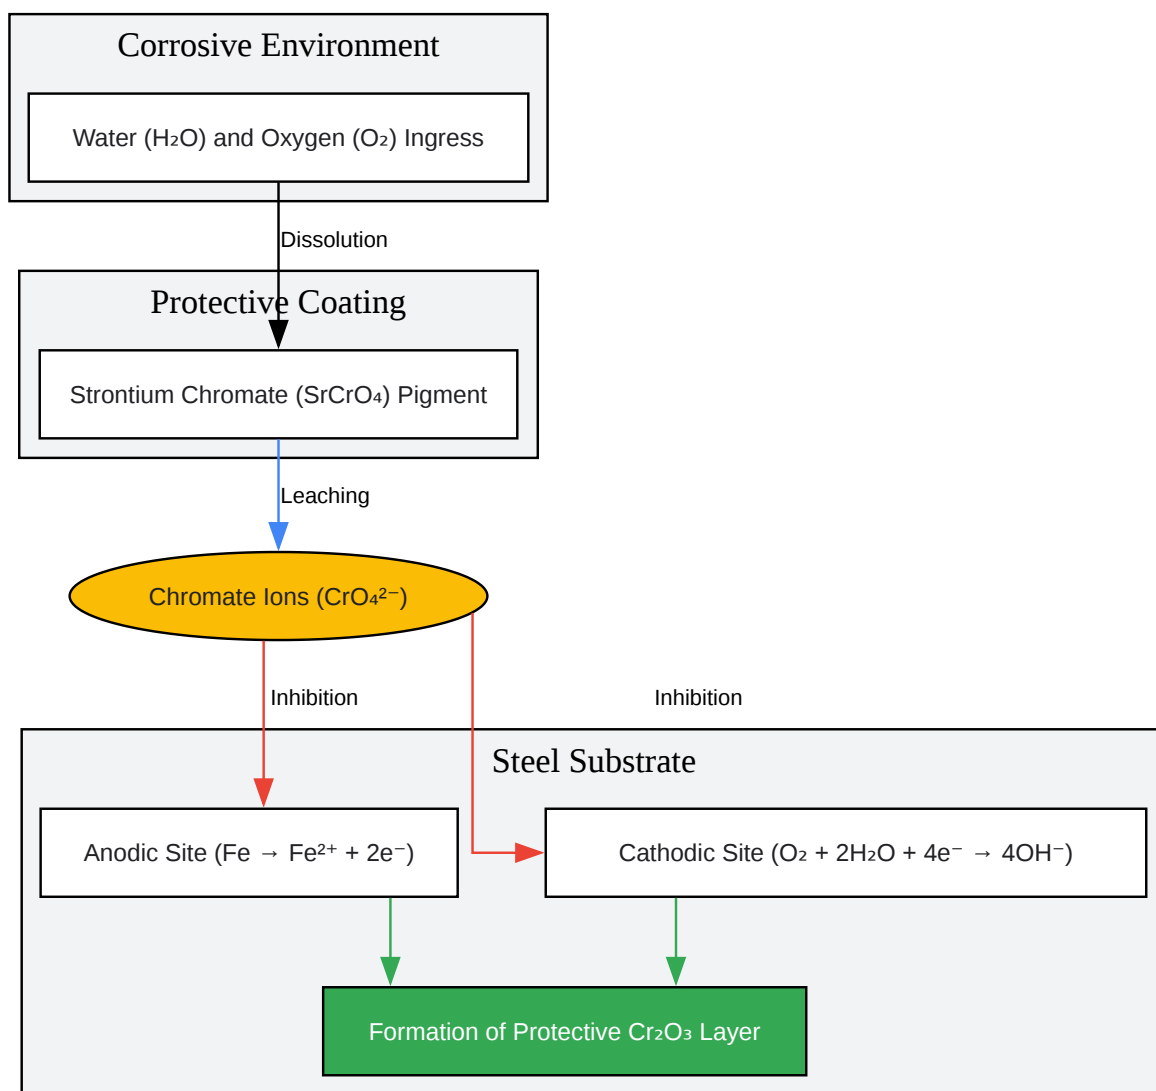 Corrosive Environment
Water (H₂O) and Oxygen (O₂) Ingress
Dissolution
Protective Coating
Strontium Chromate (SrCrO₄) Pigment
Leaching
Chromate Ions (CrO₄²⁻)
Inhibition
Inhibition
Steel Substrate
Anodic Site (Fe → Fe²⁺ + 2e⁻)
Cathodic Site (O₂ + 2H₂O + 4e⁻ → 4OH⁻)
Formation of Protective Cr₂O₃ Layer